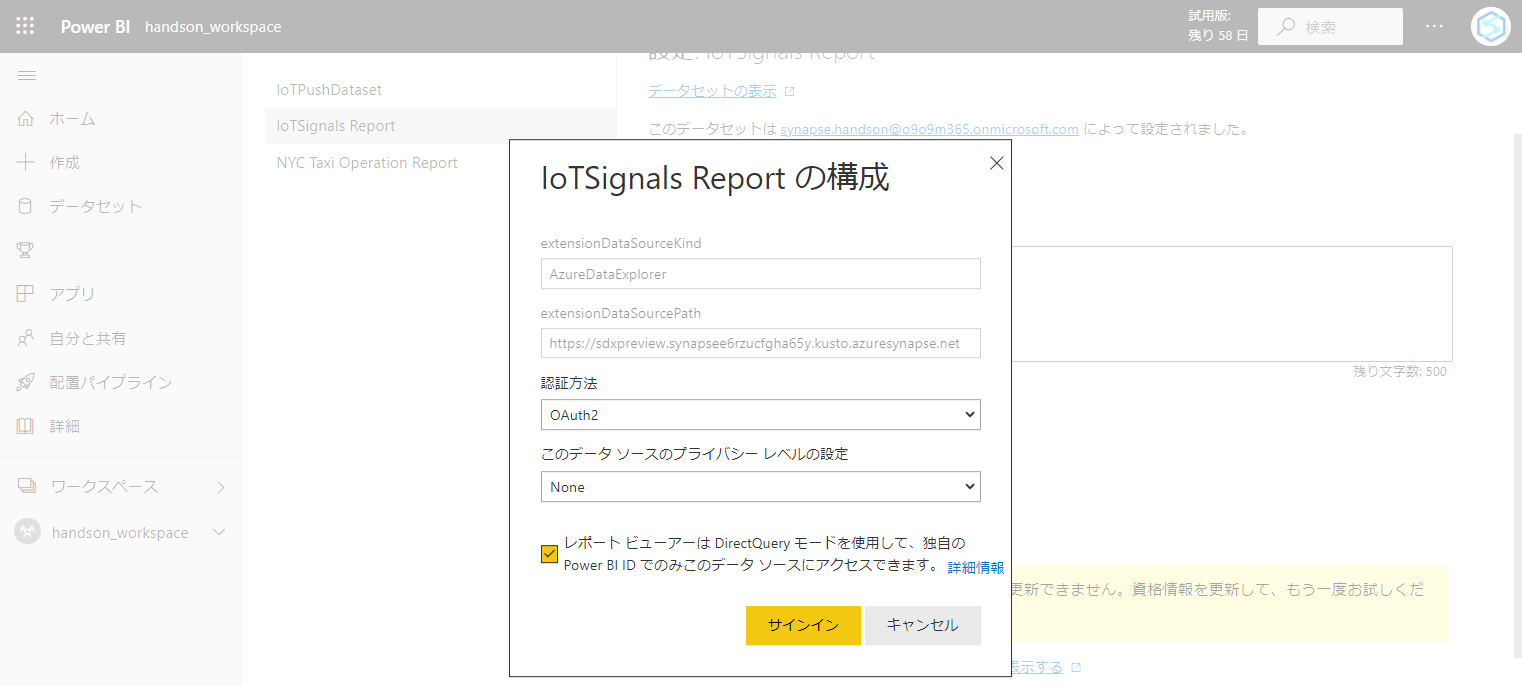 Power BI handson_workspace
試用版:
残り 58 日
検索
設定: IoTSignals Report
IoTPushDataset
IoTSignals Report
NYC Taxi Operation Report
ホーム
作成
データセット
アプリ
自分と共有
配置パイプライン
詳細
ワークスペース
handson_workspace
データセットの表示
このデータセットは synapse.handson@o9o9m365.onmicrosoft.com によって設定されました。
IoTSignals Report の構成
extensionDataSourceKind
AzureDataExplorer
extensionDataSourcePath
https://sdxpreview.synapsee6rzucfgha65y.kusto.azuresynapse.net
認証方法
OAuth2
このデータ ソースのプライバシー レベルの設定
None
レポート ビューアーは DirectQuery モードを使用して、独自の
Power BI ID でのみこのデータ ソースにアクセスできます。 詳細情報
サインイン キャンセル
残り文字数: 500
更新できません。資格情報を更新して、もう一度お試しくだ
表示する